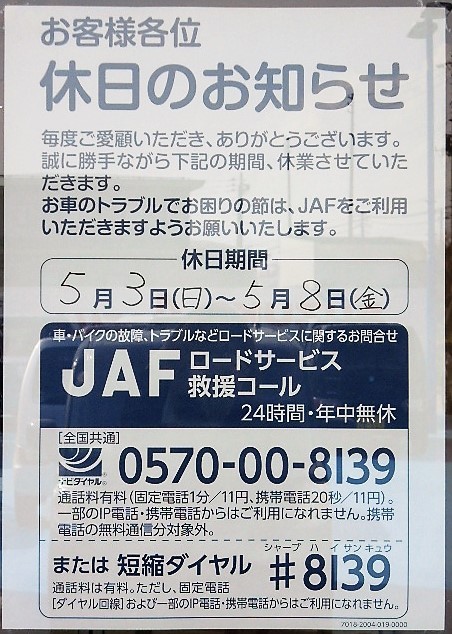 お客様各位
休日のお知らせ
毎度ご愛顧いただき、ありがとうございます。
誠に勝手ながら下記の期間、休業させていた
だきます。
お車のトラブルでお困りの節は、JAFをご利用
いただきますようお願いいたします。
休日期間
5月3日(日)〜5月8日(金)
車・バイクの故障、トラブルなどロードサービスに関するお問合せ
JAF ロードサービス
救援コール
24時間・年中無休
[全国共通]
ナビダイヤル® 0570-00-8139
通話料有料(固定電話1分/11円、携帯電話20秒/11円)。
一部のIP電話・携帯電話からはご利用になれません。携帯
電話の無料通信分対象外。
シャープ ハイ サンキュウ
または 短縮ダイヤル #8139
通話料は有料。ただし、固定電話
[ダイヤル回線]および一部のIP電話・携帯電話からはご利用になれません。
7018-2004-019-0000